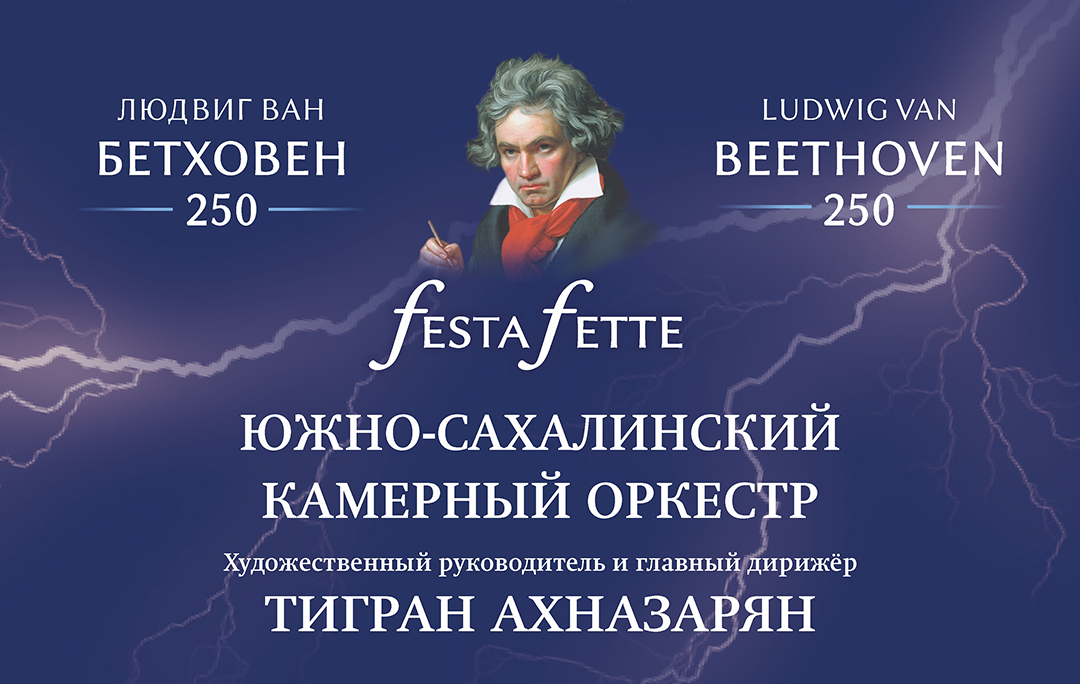 ЛЮДВИГ ВАН
БЕТХОВЕН
250
LUDWIG VAN
BEETHOVEN
250
fESTA fETTE
ЮЖНО-САХАЛИНСКИЙ
КАМЕРНЫЙ ОРКЕСТР
Художественный руководитель и главный дирижёр
ТИГРАН АХНАЗАРЯН